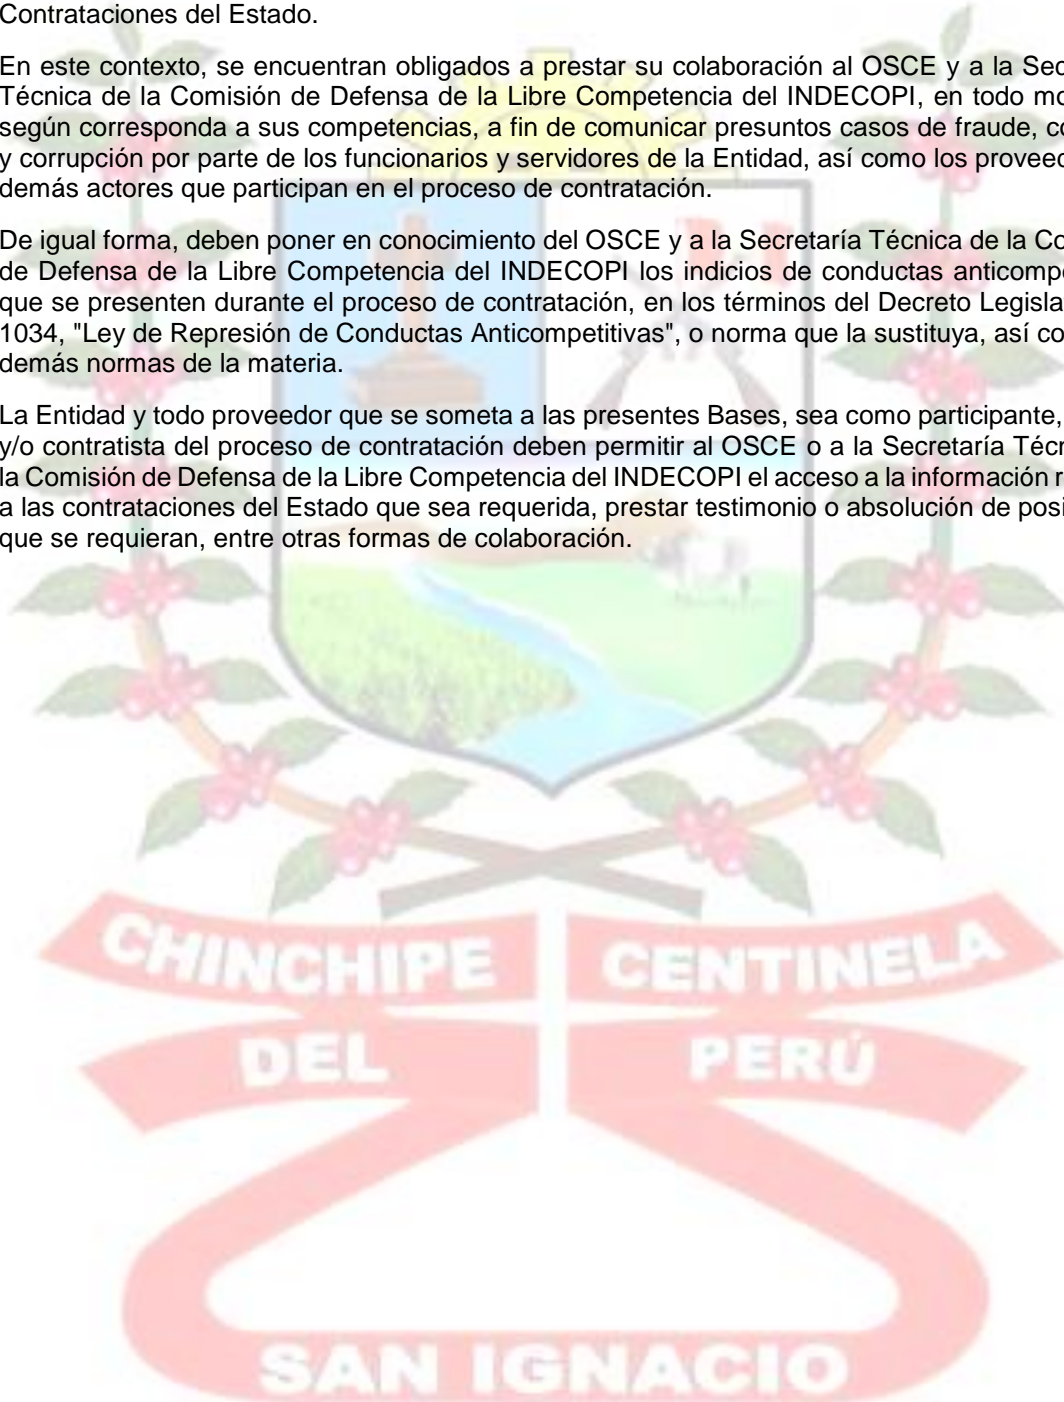 Contrataciones del Estado.
En este contexto, se encuentran obligados a prestar su colaboración al OSCE y a la Sec
Técnica de la Comisión de Defensa de la Libre Competencia del INDECOPI, en todo mo
según corresponda a sus competencias, a fin de comunicar presuntos casos de fraude, co
y corrupción por parte de los funcionarios y servidores de la Entidad, así como los proveed
demás actores que participan en el proceso de contratación.
De igual forma, deben poner en conocimiento del OSCE y a la Secretaría Técnica de la Co
de Defensa de la Libre Competencia del INDECOPI los indicios de conductas anticompe
que se presenten durante el proceso de contratación, en los términos del Decreto Legisla
1034, "Ley de Represión de Conductas Anticompetitivas", o norma que la sustituya, así co
demás normas de la materia.
La Entidad y todo proveedor que se someta a las presentes Bases, sea como participante,
y/o contratista del proceso de contratación deben permitir al OSCE o a la Secretaría Técn
la Comisión de Defensa de la Libre Competencia del INDECOPI el acceso a la información r
a las contrataciones del Estado que sea requerida, prestar testimonio o absolución de posi
que se requieran, entre otras formas de colaboración.
CHINCHIPE CENTINELA
DEL PERÚ
SAN IGNACIO